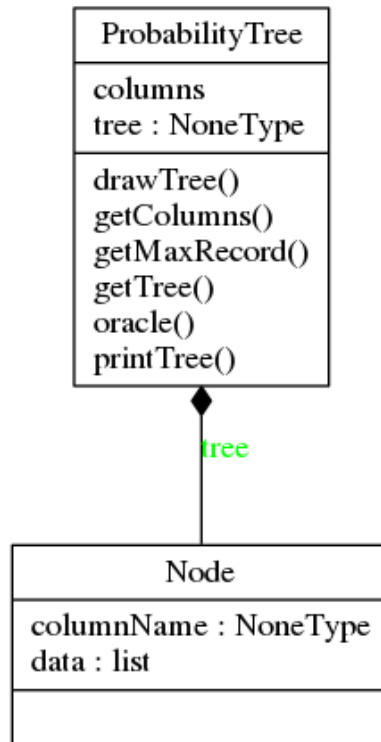 ProbabilityTree
columns
tree : NoneType
drawTree()
getColumns()
getMaxRecord()
getTree()
oracle()
printTree()
tree
Node
columnName : NoneType
data : list